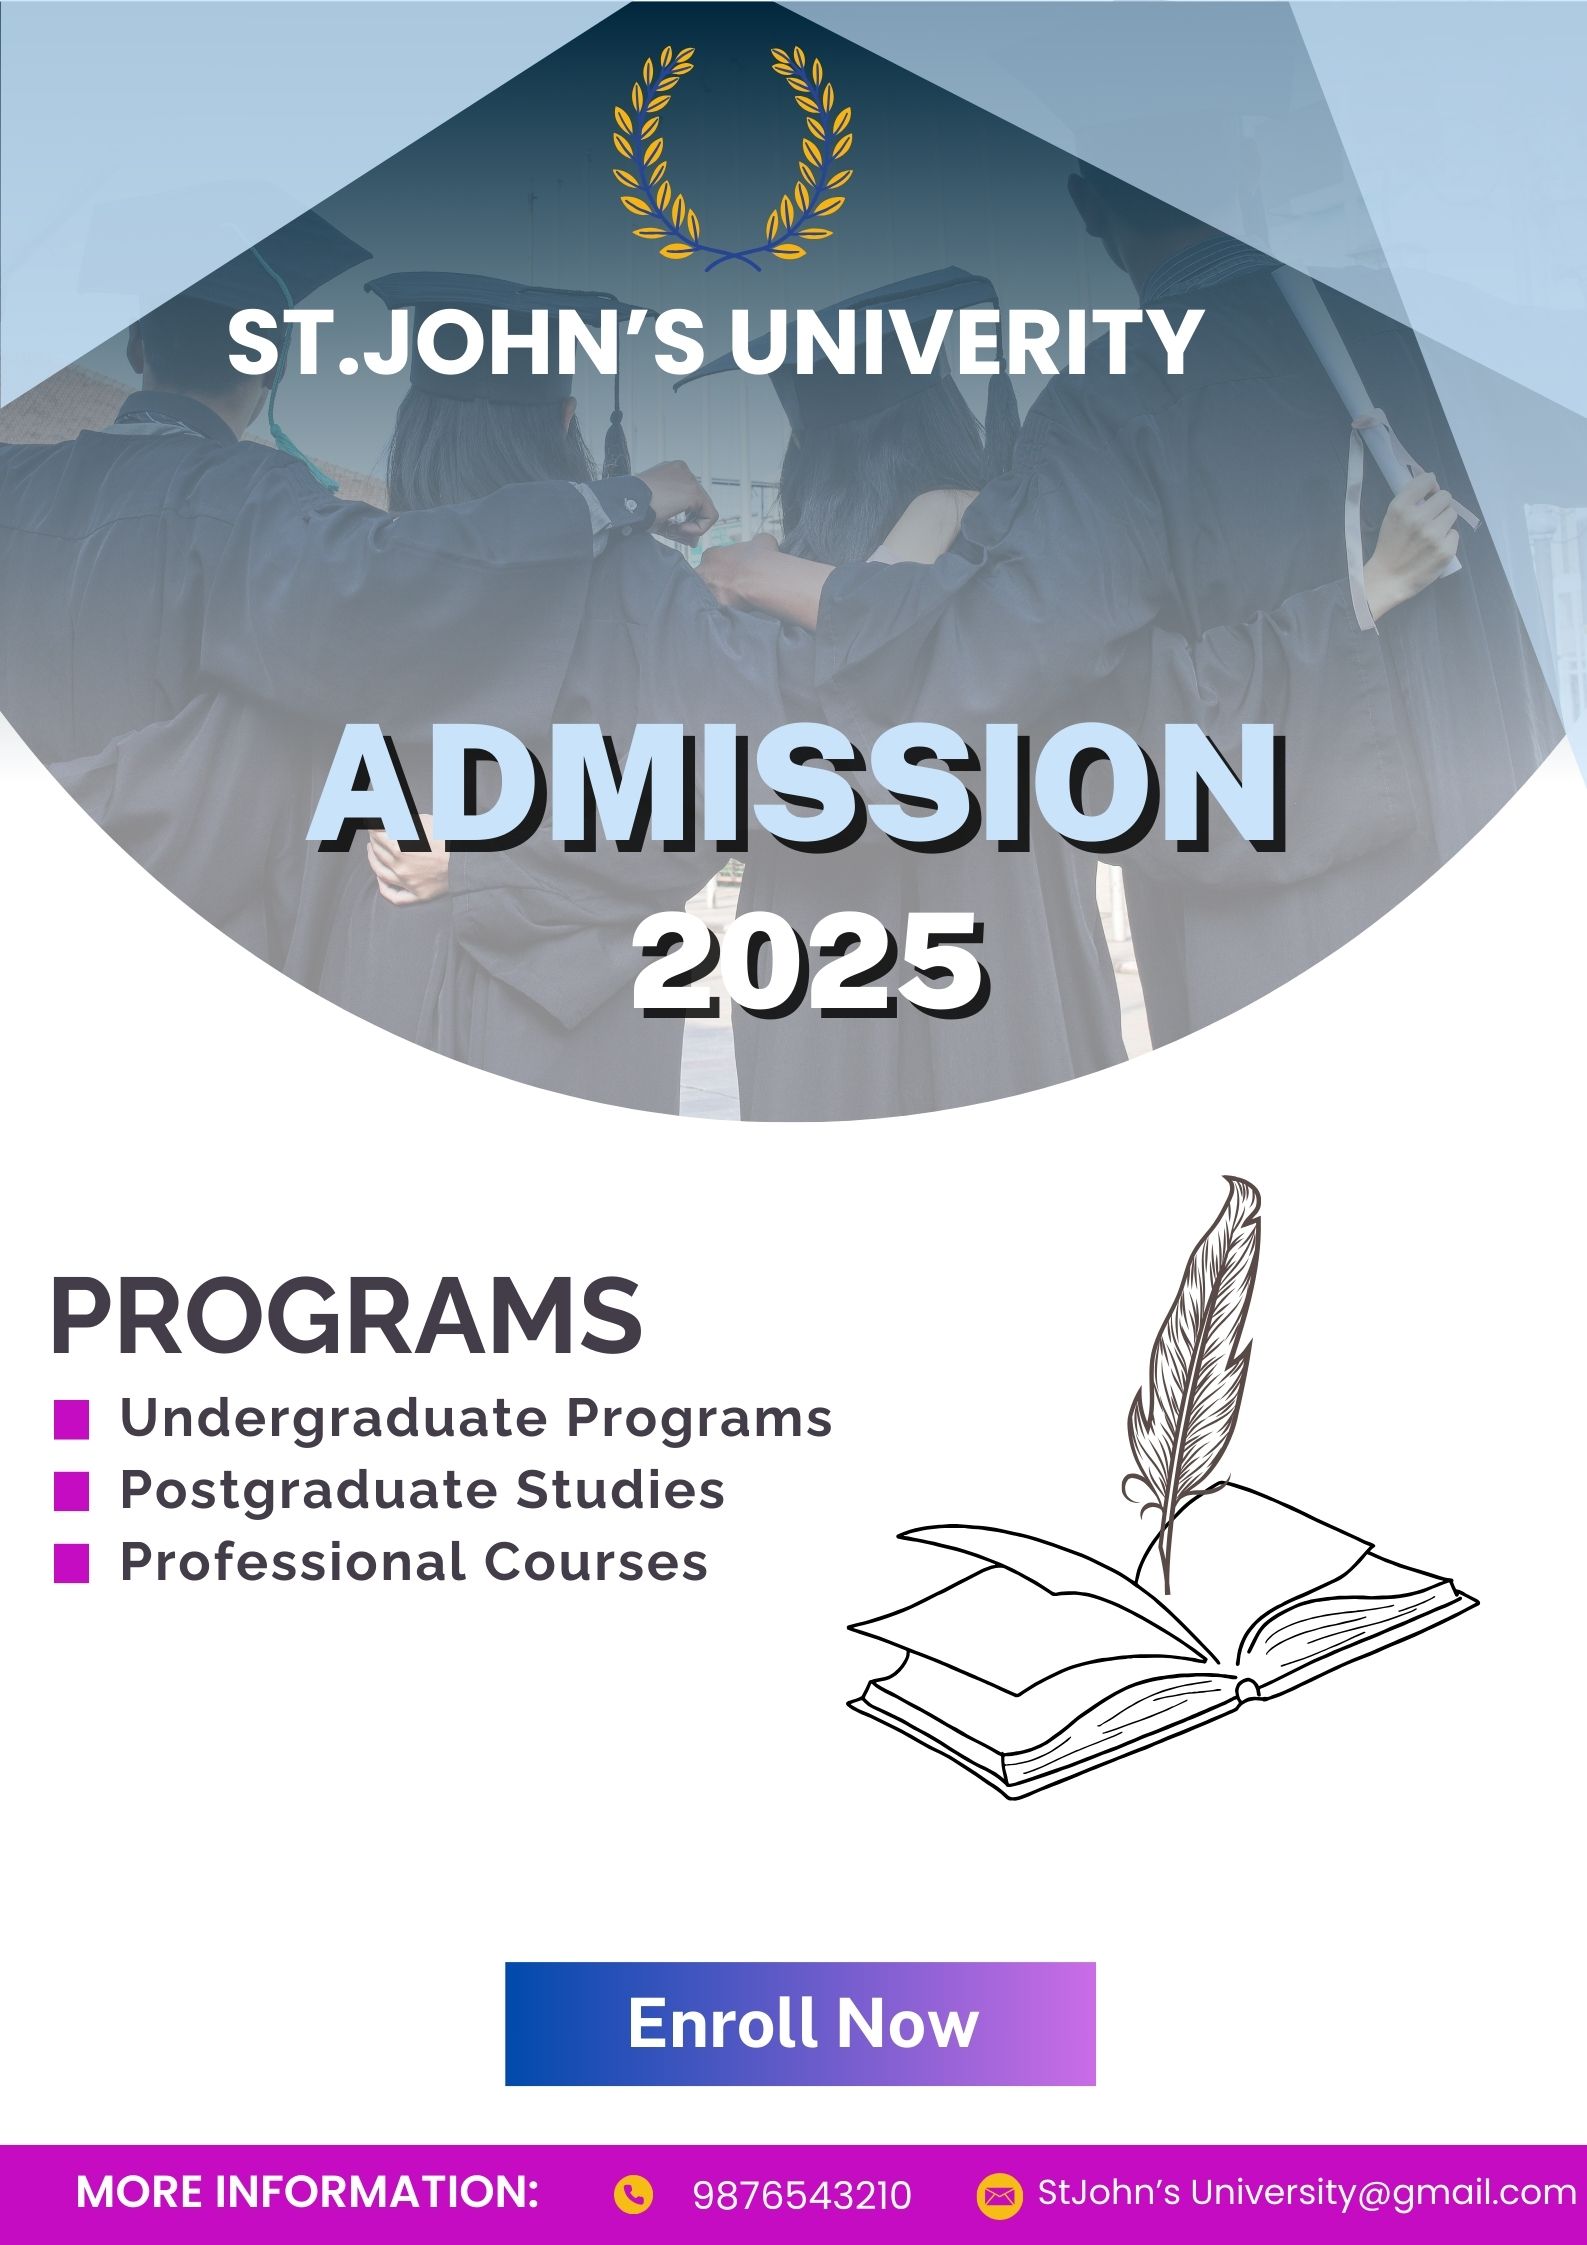 ST.JOHN’S UNIVERITY
ADMISSION
2025
PROGRAMS
Undergraduate Programs
Postgraduate Studies
Professional Courses
Enroll Now
MORE INFORMATION: 9876543210 StJohn’s University@gmail.com